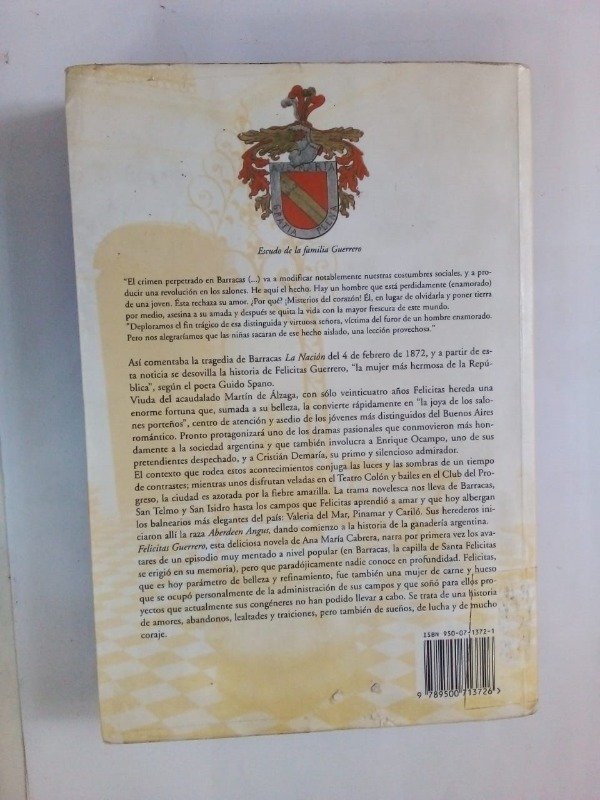 GRATIA PLENA
Escudo de la familia Guerrero
"El crimen perpetrado en Barracas (...) va a modificar notablemente nuestras costumbres sociales, y a pro-
ducir una revolución en los salones. He aquí el hecho. Hay un hombre que está perdidamente (enamorado)
de una joven. Ésta rechaza su amor. ¿Por qué? ¡Misterios del corazón! Él, en lugar de olvidarla y poner tierra
por medio, asesina a su amada y después se quita la vida con la mayor frescura de este mundo.
"Deploramos el fin trágico de esa distinguida y virtuosa señora, víctima del furor de un hombre enamorado.
Pero nos alegraríamos que las niñas sacaran de ese hecho aislado, una lección provechosa."
Así comentaba la tragedia de Barracas La Nación del 4 de febrero de 1872, y a partir de es-
ta noticia se desovilla la historia de Felicitas Guerrero, "la mujer más hermosa de la Repú-
blica", según el poeta Guido Spano.
Viuda del acaudalado Martín de Álzaga, con sólo veinticuatro años Felicitas hereda una
enorme fortuna que, sumada a su belleza, la convierte rápidamente en "la joya de los salo-
nes porteños", centro de atención y asedio de los jóvenes más distinguidos del Buenos Aires
romántico. Pronto protagonizará uno de los dramas pasionales que conmovieron más hon-
damente a la sociedad argentina y que también involucra a Enrique Ocampo, uno de sus
pretendientes despechado, y a Cristián Demaría, su primo y silencioso admirador.
El contexto que rodea estos acontecimientos conjuga las luces y las sombras de un tiempo
de contrastes; mientras unos disfrutan veladas en el Teatro Colón y bailes en el Club del Pro-
greso, la ciudad es azotada por la fiebre amarilla. La trama novelesca nos lleva de Barracas,
San Telmo y San Isidro hasta los campos que Felicitas aprendió a amar y que hoy albergan
los balnearios más elegantes del país: Valeria del Mar, Pinamar y Cariló. Sus herederos ini-
ciaron allí la raza Aberdeen Angus, dando comienzo a la historia de la ganadería argentina.
Felicitas Guerrero, esta deliciosa novela de Ana María Cabrera, narra por primera vez los ava-
tares de un episodio muy mentado a nivel popular (en Barracas, la capilla de Santa Felicitas
se erigió en su memoria), pero que paradójicamente nadie conoce en profundidad. Felicitas,
que es hoy parámetro de belleza y refinamiento, fue también una mujer de carne y hueso
que se ocupó personalmente de la administración de sus campos y que soñó para ellos pro-
yectos que actualmente sus congéneres no han podido llevar a cabo. Se trata de una historia
de amores, abandonos, lealtades y traiciones, pero también de sueños, de lucha y de mucho
coraje.
ISBN 950-07-1372-1
9 789500 713726 >